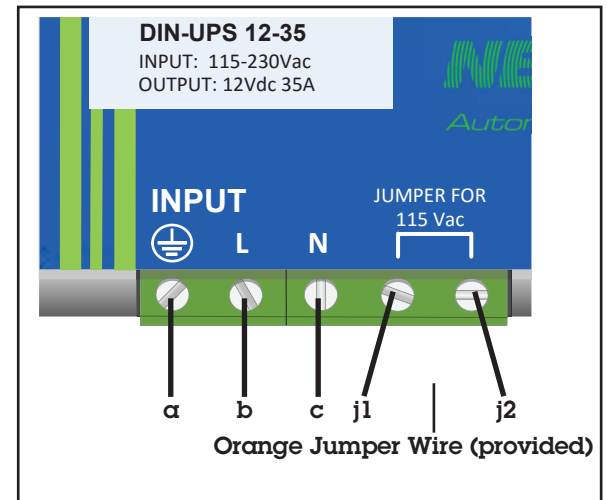 DIN-UPS 12-35
INPUT: 115-230Vac
OUTPUT: 12Vdc 35A
INPUT
JUMPER FOR
115 Vac
L
N
a
b
c
j1
j2
Orange Jumper Wire (provided)